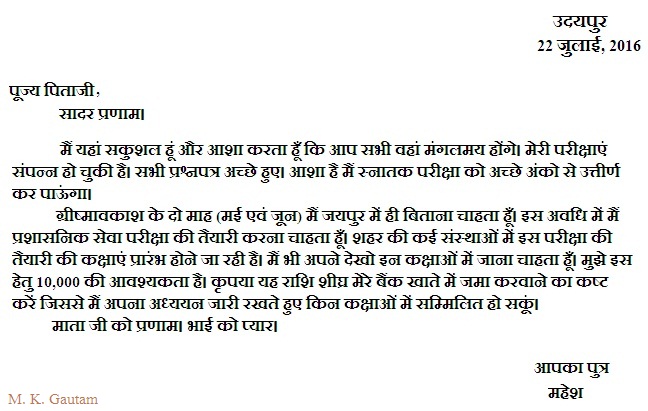 उदयपुर
22 जुलाई, 2016
पूज्य पिताजी,
सादर प्रणाम।
मैं यहां सकुशल हूं और आशा करता हूँ कि आप सभी वहां मंगलमय होंगे। मेरी परीक्षाएं
संपन्न हो चुकी है। सभी प्रश्नपत्र अच्छे हुए। आशा है मैं स्नातक परीक्षा को अच्छे अंको से उत्तीर्ण
कर पाऊंगा।
ग्रीष्मावकाश के दो माह (मई एवं जून) मैं जयपुर में ही बिताना चाहता हूँ। इस अवधि में मैं
प्रशासनिक सेवा परीक्षा की तैयारी करना चाहता हूँ। शहर की कई संस्थाओं में इस परीक्षा की
तैयारी की कक्षाएं प्रारंभ होने जा रही है। मैं भी अपने देखो इन कक्षाओं में जाना चाहता हूँ। मुझे इस
हेतु 10,000 की आवश्यकता है। कृपया यह राशि शीघ्र मेरे बैंक खाते में जमा करवाने का कष्ट
करें जिससे मैं अपना अध्ययन जारी रखते हुए किन कक्षाओं में सम्मिलित हो सकूं।
माता जी को प्रणाम। भाई को प्यार।
आपका पुत्र
महेश
M. K. Gautam